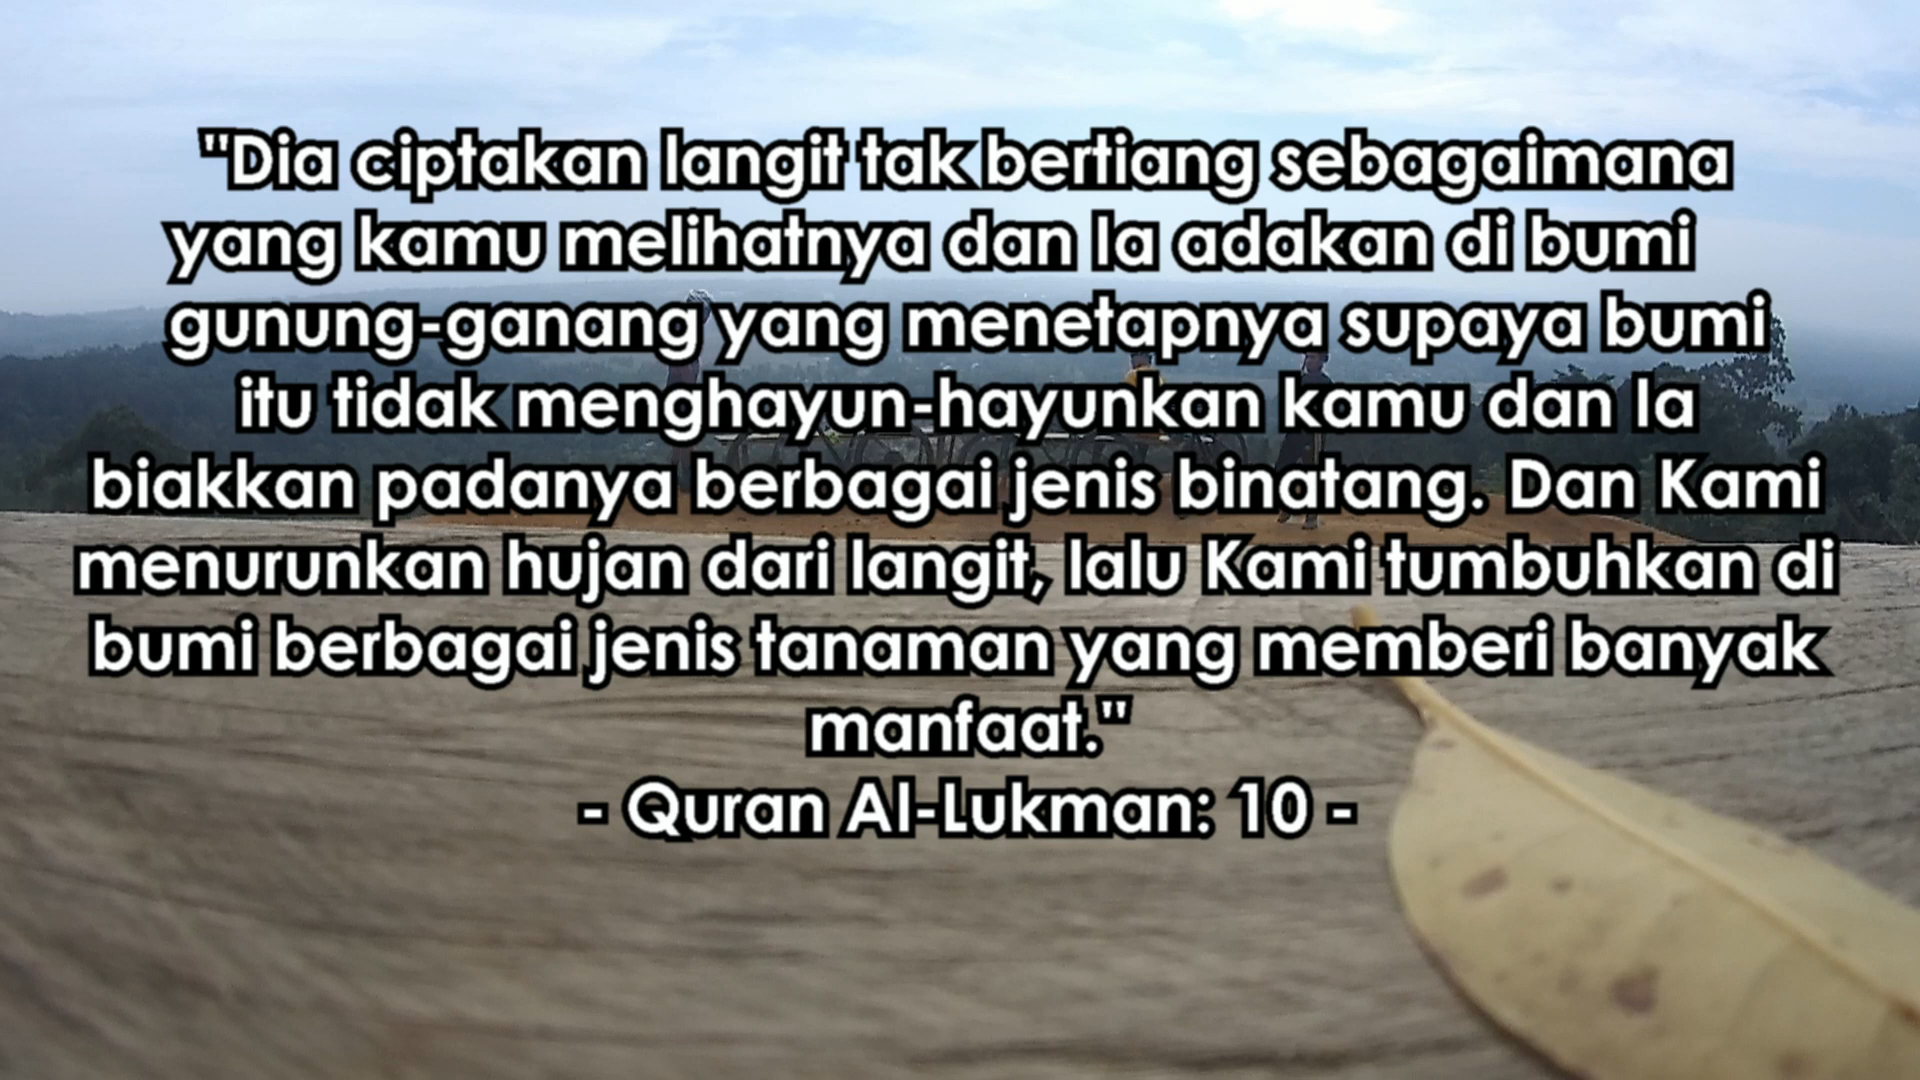 "Dia ciptakan langit tak bertiang sebagaimana
yang kamu melihatnya dan Ia adakan di bumi
gunung-ganang yang menetapnya supaya bumi
itu tidak menghayun-hayunkan kamu dan Ia
biakkan padanya berbagai jenis binatang. Dan Kami
menurunkan hujan dari langit, lalu Kami tumbuhkan di
bumi berbagai jenis tanaman yang memberi banyak
manfaat."
- Quran Al-Lukman: 10 -